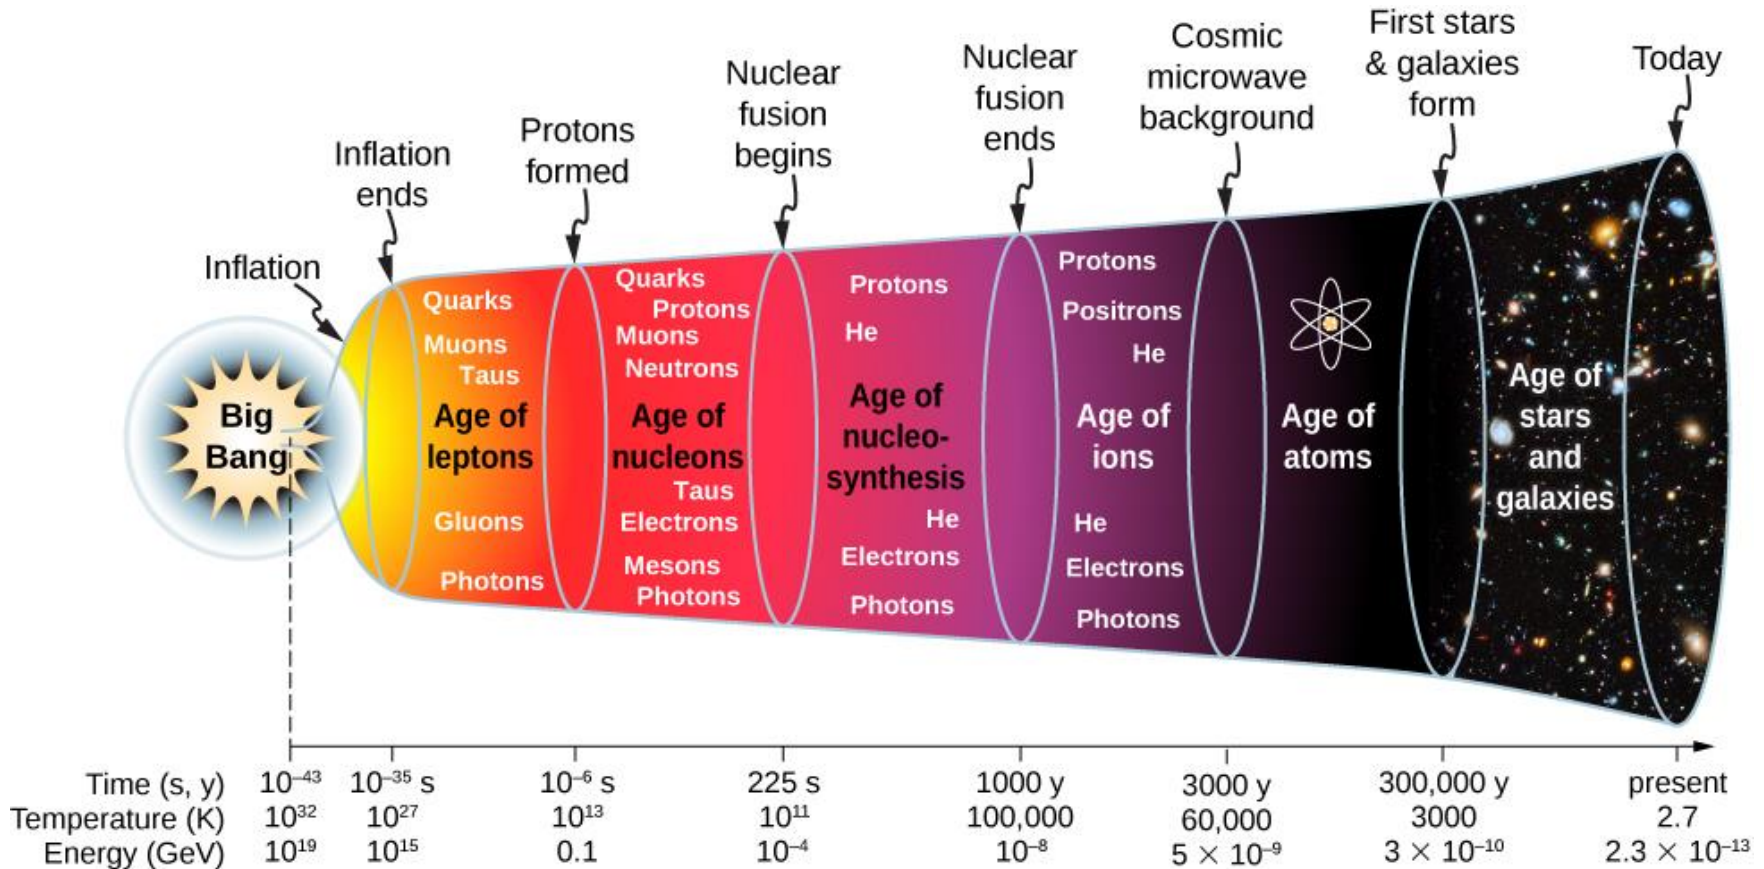 Inflation
Inflation
ends
Protons
formed
Nuclear
fusion
begins
Nuclear
fusion
ends
Cosmic
microwave
background
First stars
& galaxies
form
Today
Big
Bang
Quarks
Muons
Taus
Age of
leptons
Gluons
Photons
Quarks
Protons
Muons
Neutrons
Age of
nucleons
Taus
Electrons
Mesons
Photons
Protons
He
Age of
nucleo-
synthesis
He
Electrons
Photons
Protons
Positrons
He
Age of
ions
He
Electrons
Photons
Age of
atoms
Age of
stars
and
galaxies
Time (s, y) 10⁻⁴³ 10⁻³⁵ s 10⁻⁶ s 225 s 1000 y 3000 y 300,000 y present
Temperature (K) 10³² 10²⁷ 10¹³ 10¹¹ 100,000 60,000 3000 2.7
Energy (GeV) 10¹⁹ 10¹⁵ 0.1 10⁻⁴ 10⁻⁸ 5 × 10⁻⁹ 3 × 10⁻¹⁰ 2.3 × 10⁻¹³